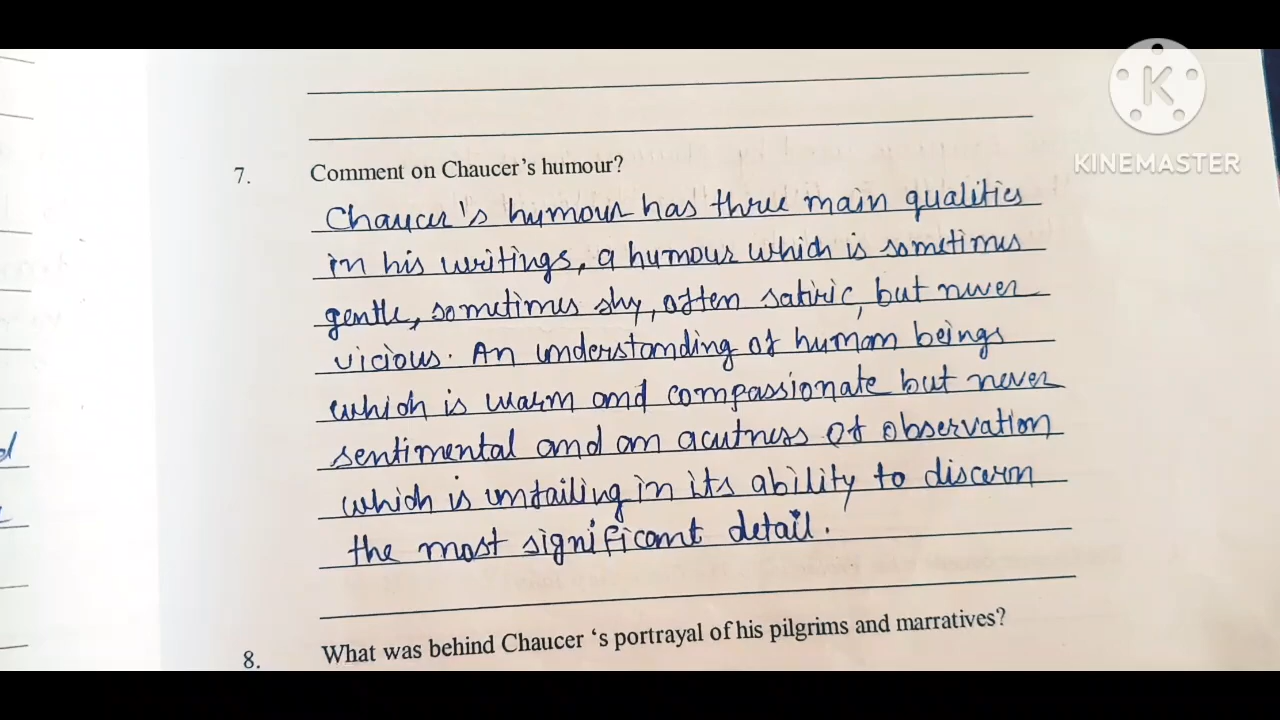 KINEMASTER
7. Comment on Chaucer's humour?
Chaucer's humour has three main qualities
in his writings, a humour which is sometimes
gentle, sometimes shy, often satiric, but never
vicious. An understanding of human beings
which is warm and compassionate but never
sentimental and an acutness of observation
which is unfailing in its ability to discern
the most significant detail.
8. What was behind Chaucer ‘s portrayal of his pilgrims and marratives?